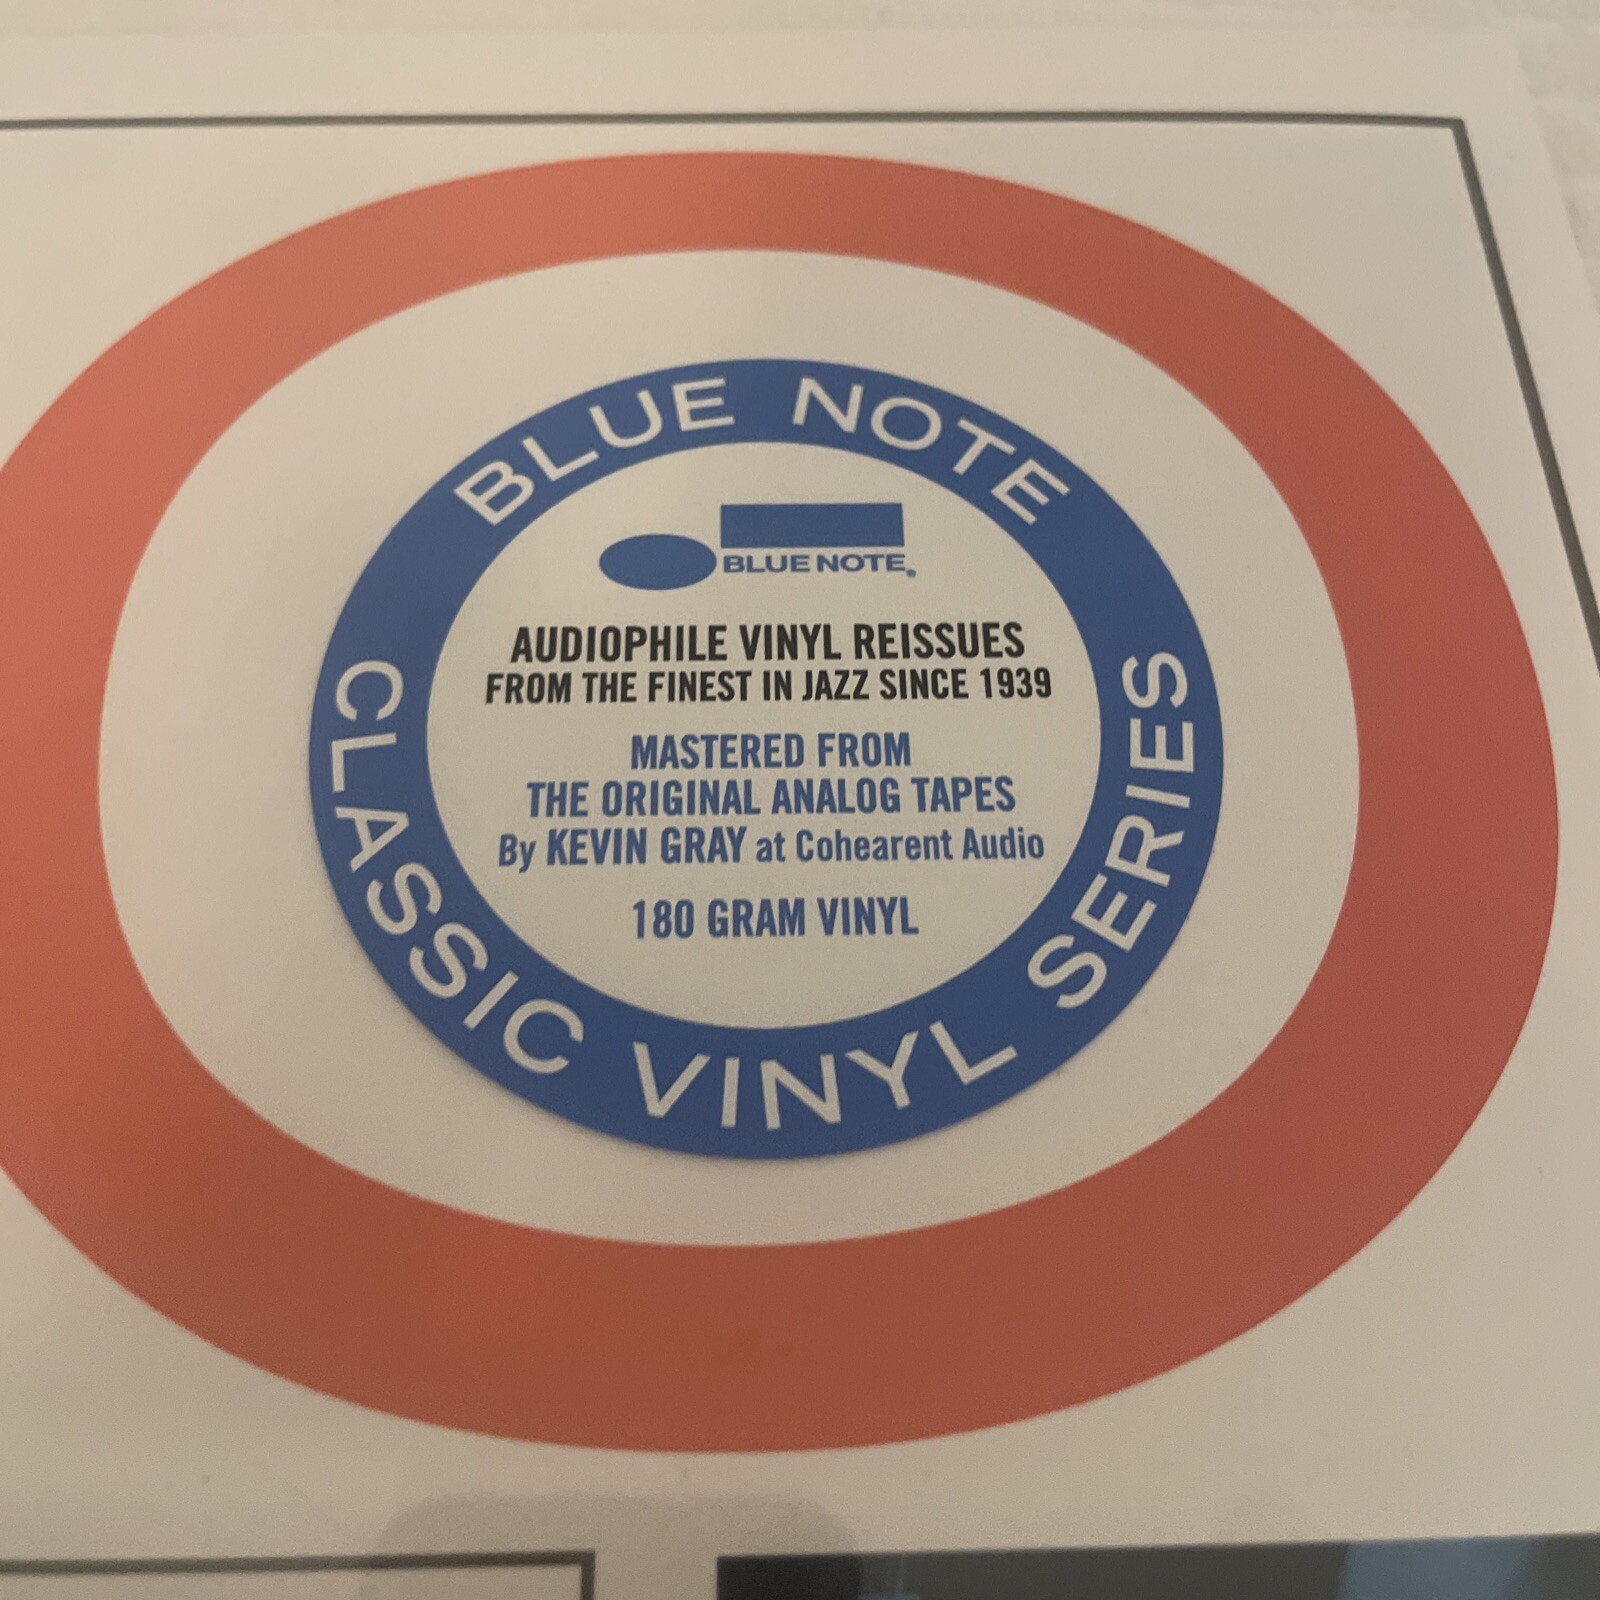 BLUE NOTE
BLUE NOTE®
AUDIOPHILE VINYL REISSUES
FROM THE FINEST IN JAZZ SINCE 1939
MASTERED FROM
THE ORIGINAL ANALOG TAPES
By KEVIN GRAY at Cohearent Audio
180 GRAM VINYL
CLASSIC VINYL SERIES